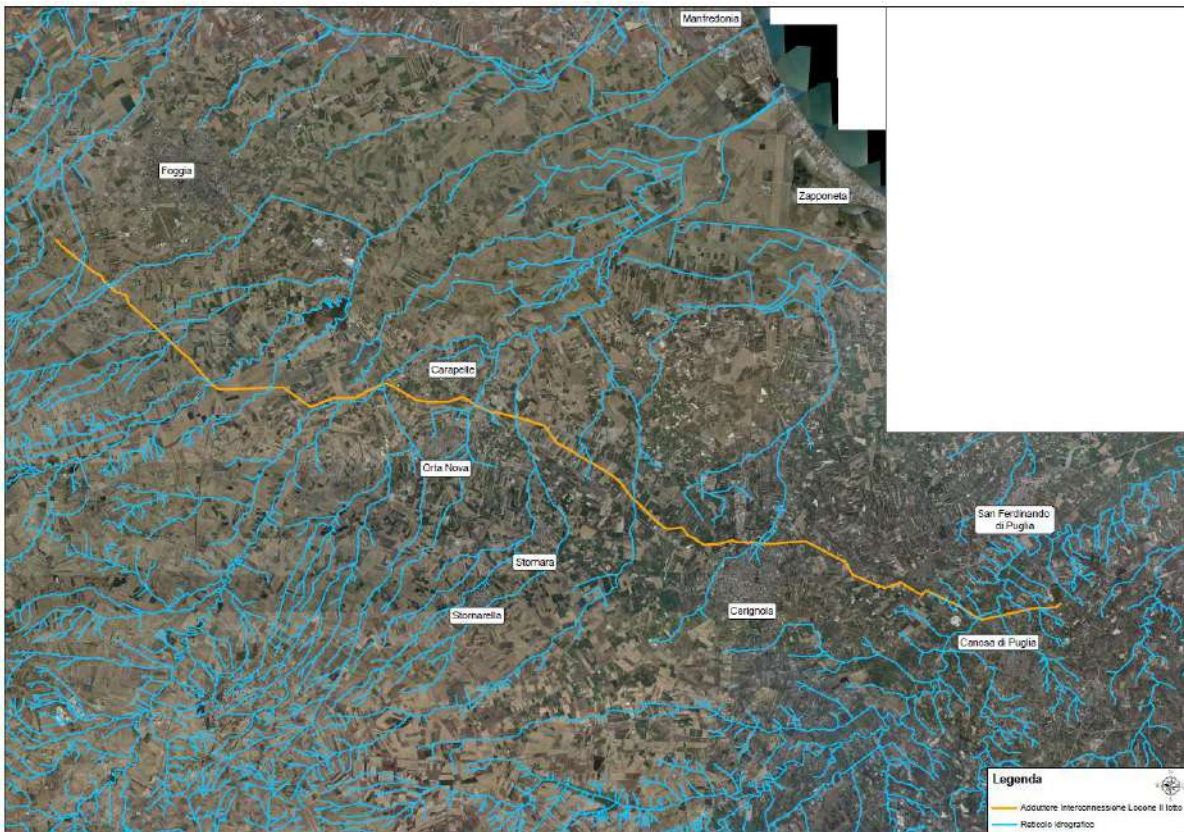 Manfredonia
Foggia
Zapponeta
Carapelle
Orta Nova
San Ferdinando
di Puglia
Stornara
Stornarella
Cerignola
Canosa di Puglia
Legenda
Adduttore Interconnessione Locone II lotto
Reticolo Idrografico